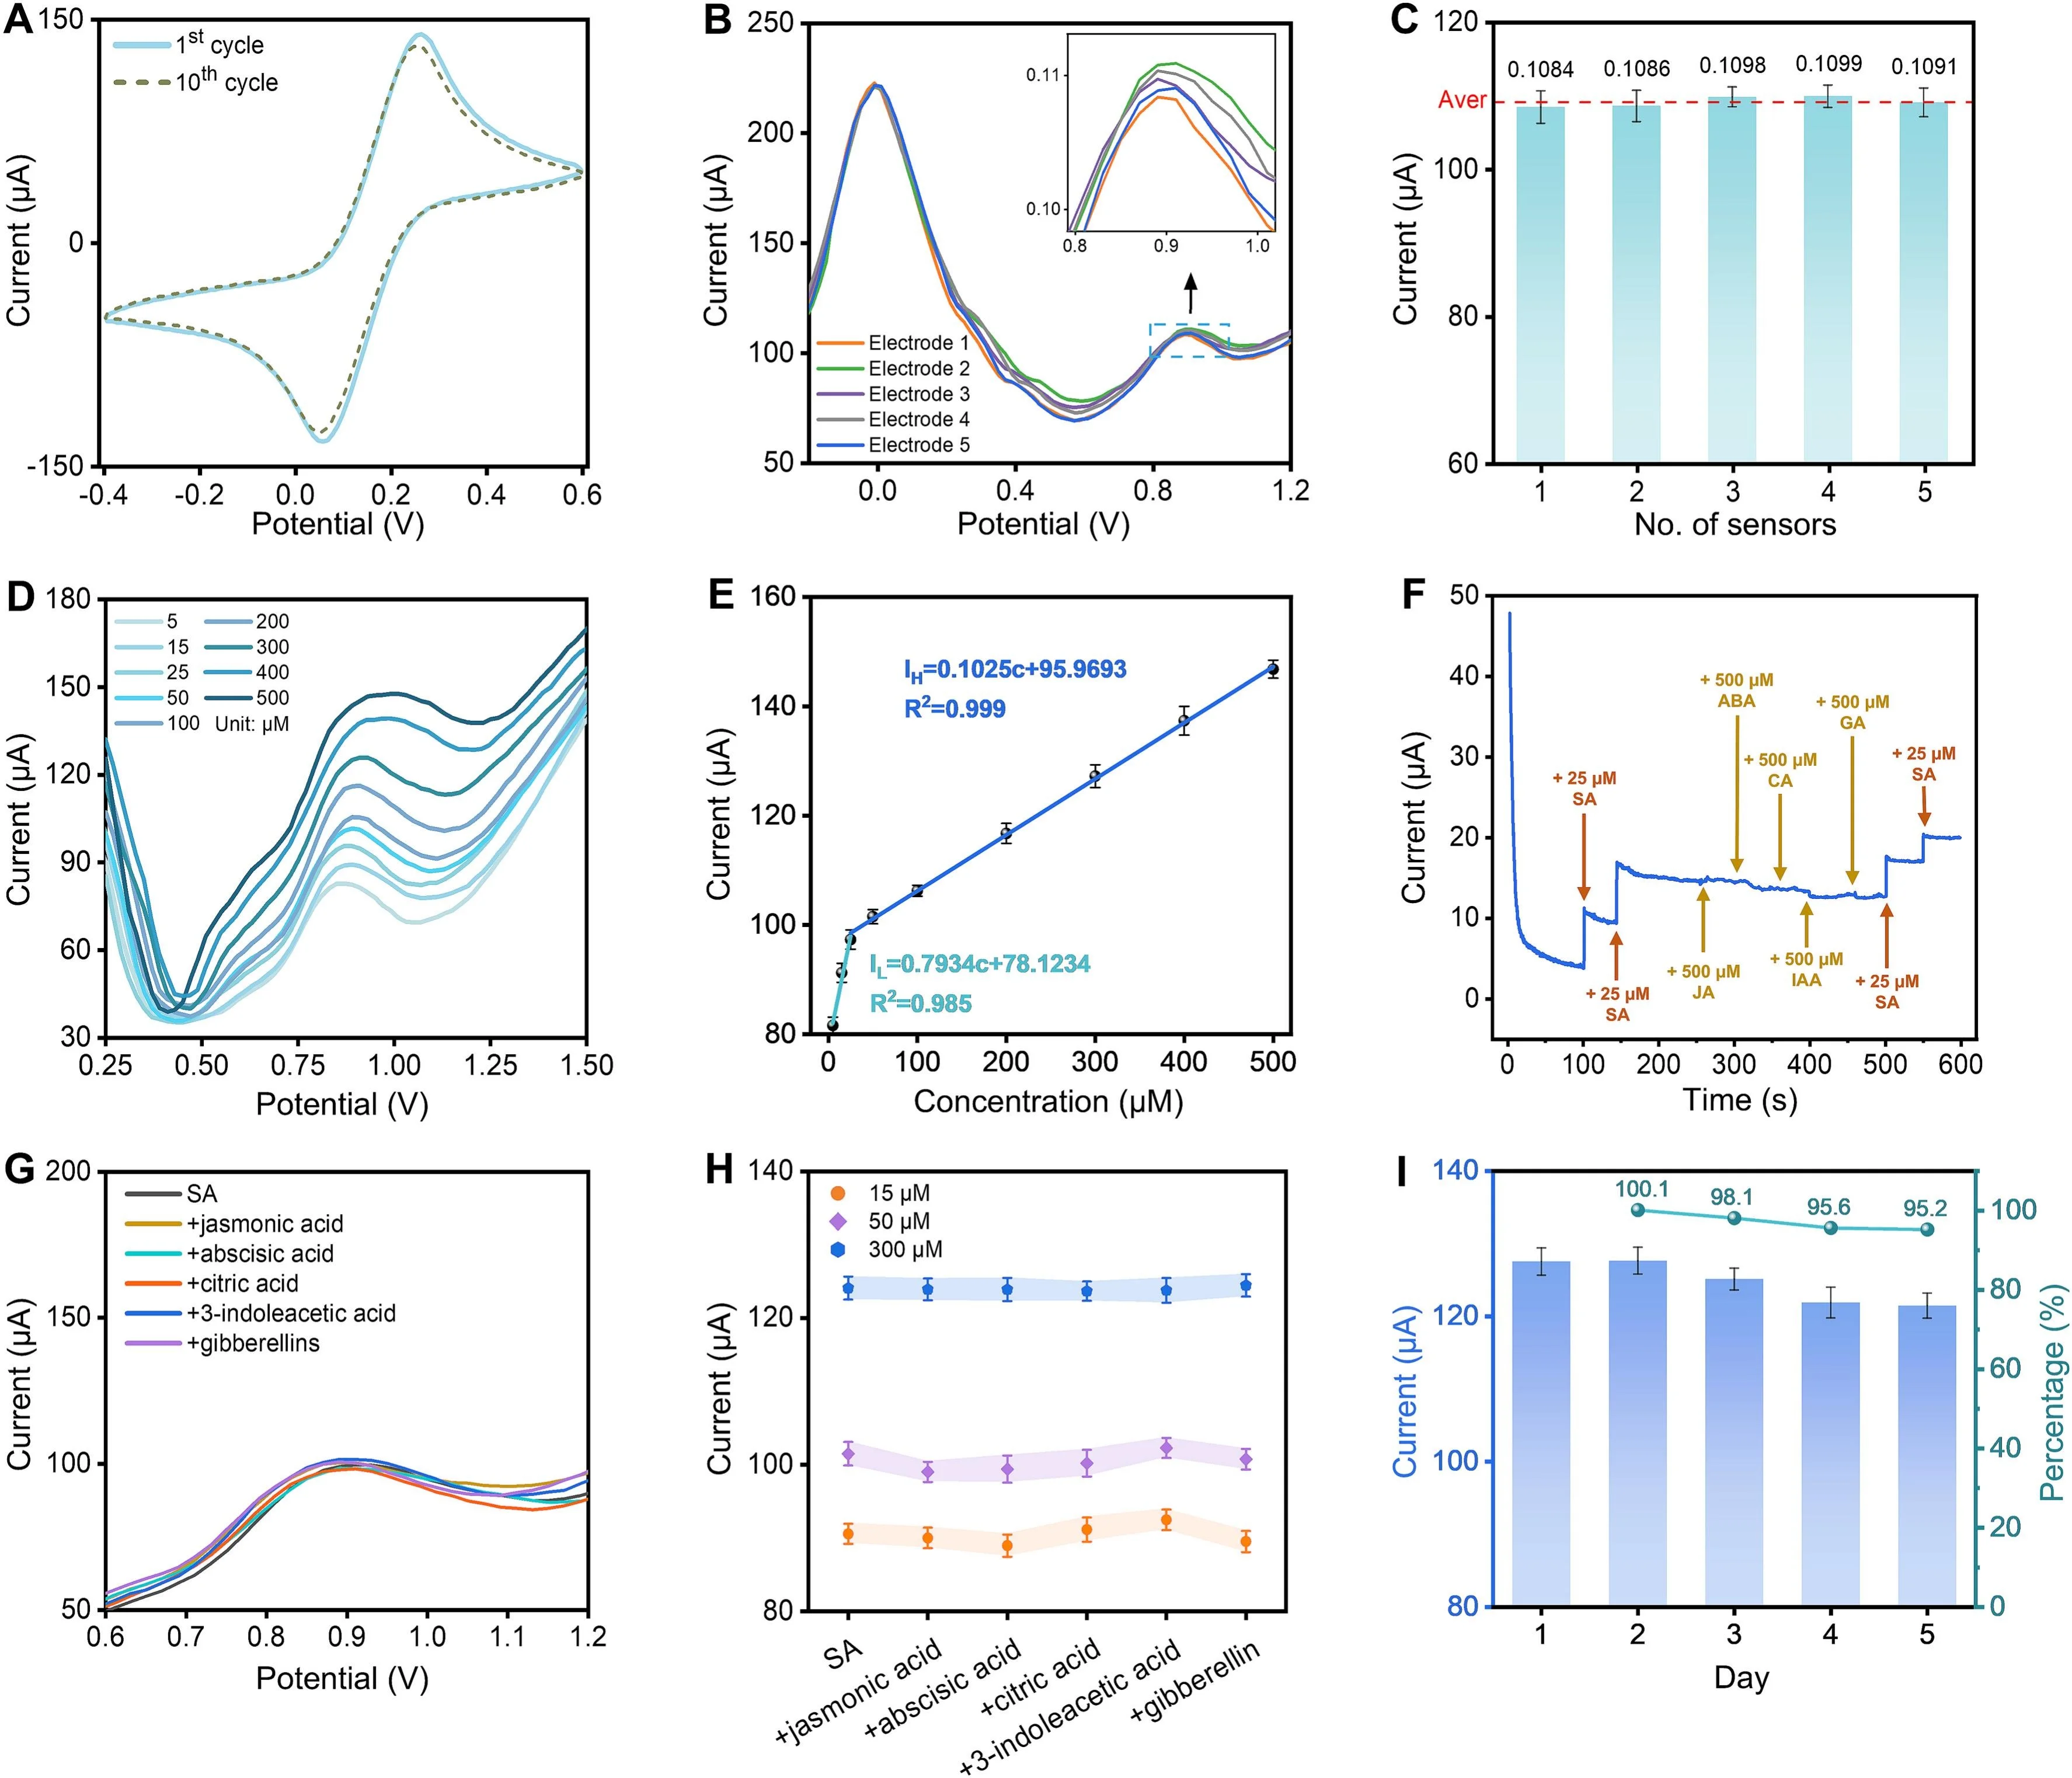 A
150
0
-150
Current (µA)
1st cycle
10th cycle
-0.4 -0.2 0.0 0.2 0.4 0.6
Potential (V)
B
250
200
150
100
50
Current (µA)
0.11
0.10
0.8 0.9 1.0
Electrode 1
Electrode 2
Electrode 3
Electrode 4
Electrode 5
0.0 0.4 0.8 1.2
Potential (V)
C
120
100
80
60
Current (µA)
0.1084 0.1086 0.1098 0.1099 0.1091
Aver
1 2 3 4 5
No. of sensors
D
180
150
120
90
60
30
Current (µA)
5 200
15 300
25 400
50 500
100 Unit: µM
0.25 0.50 0.75 1.00 1.25 1.50
Potential (V)
E
160
140
120
100
80
Current (µA)
IH=0.1025c+95.9693
R2=0.999
IL=0.7934c+78.1234
R2=0.985
0 100 200 300 400 500
Concentration (µM)
F
50
40
30
20
10
0
Current (µA)
+ 25 µM
SA
+ 25 µM
SA
+ 500 µM
JA
+ 500 µM
ABA
+ 500 µM
CA
+ 500 µM
IAA
+ 500 µM
GA
+ 25 µM
SA
+ 25 µM
SA
0 100 200 300 400 500 600
Time (s)
G
200
150
100
50
Current (µA)
SA
+jasmonic acid
+abscisic acid
+citric acid
+3-indoleacetic acid
+gibberellins
0.6 0.7 0.8 0.9 1.0 1.1 1.2
Potential (V)
H
140
120
100
80
Current (µA)
15 µM
50 µM
300 µM
SA
+jasmonic acid
+abscisic acid
+citric acid
+3-indoleacetic acid
+gibberellin
I
140
120
100
80
Current (µA)
100.1 98.1 95.6 95.2
100
80
60
40
20
0
Percentage (%)
1 2 3 4 5
Day